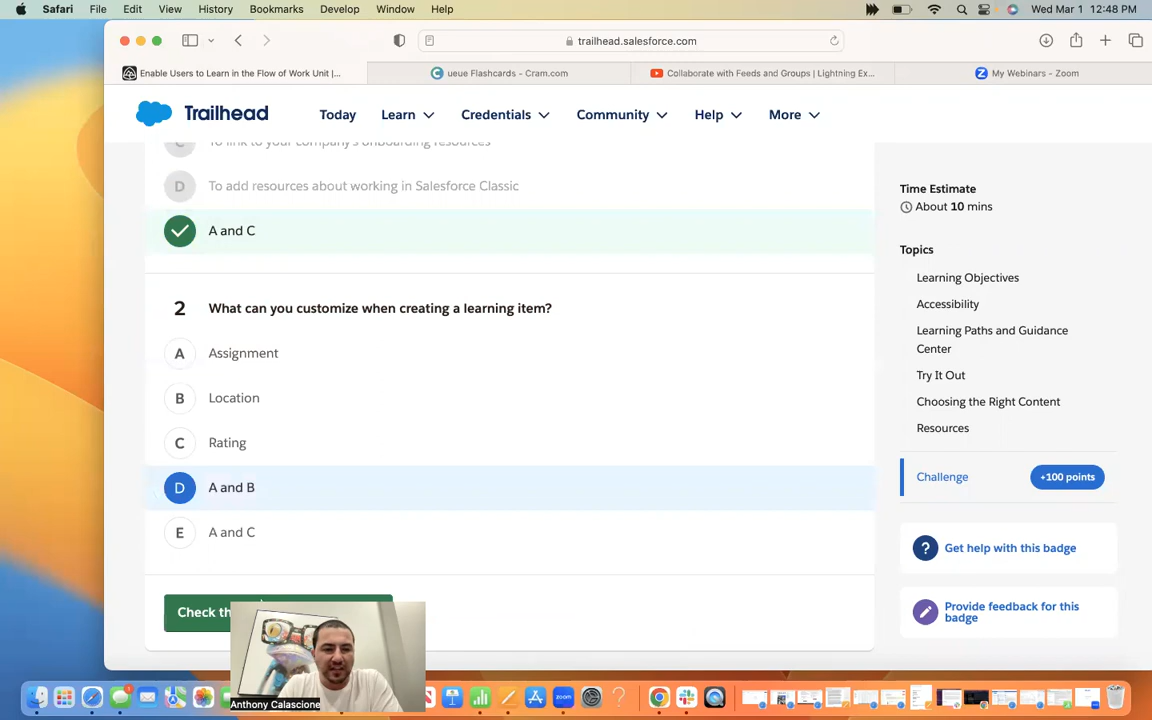 Safari File Edit View History Bookmarks Develop Window Help Wed Mar 1 12:48 PM
trailhead.salesforce.com
Enable Users to Learn in the Flow of Work Unit |... ueue Flashcards - Cram.com Collaborate with Feeds and Groups | Lightning Ex... My Webinars - Zoom
Trailhead Today Learn Credentials Community Help More
To link to your company's onboarding resources
D To add resources about working in Salesforce Classic
A and C
2 What can you customize when creating a learning item?
A Assignment
B Location
C Rating
D A and B
E A and C
Check th
Anthony Calascione
Time Estimate
About 10 mins
Topics
Learning Objectives
Accessibility
Learning Paths and Guidance
Center
Try It Out
Choosing the Right Content
Resources
Challenge +100 points
? Get help with this badge
Provide feedback for this
badge